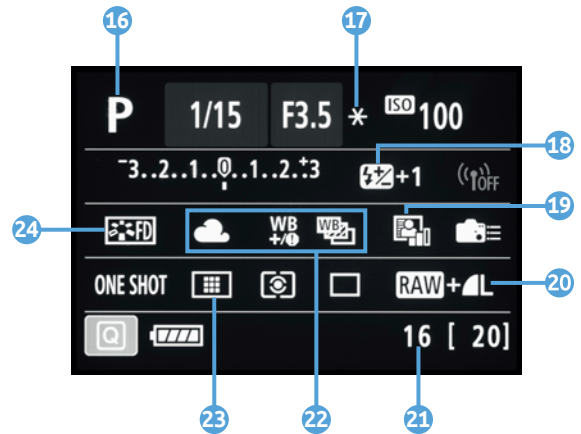 16 17
P 1/15 F3.5 * ISO 100
18
-3..2..1..0..1..2.+3 +1 OFF
19
24 FD WB +/- WB
ONE SHOT RAW+L 20
Q 16 [ 20]
23 22 21